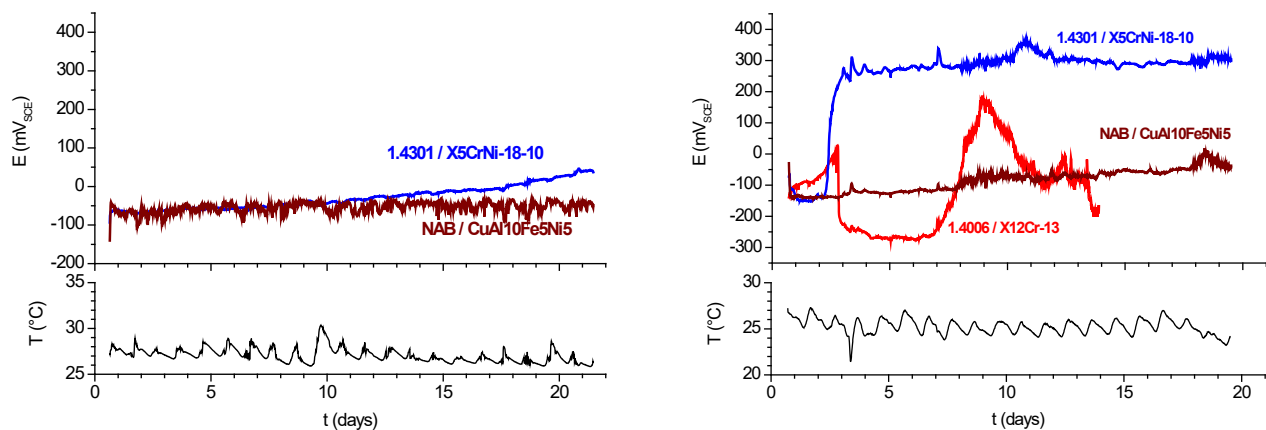 400
300
200
100
0
-100
-200
E (mV_SCE)
1.4301 / X5CrNi-18-10
NAB / CuAl10Fe5Ni5
35
30
25
T (°C)
0 5 10 15 20
t (days)
400
300
200
100
0
-100
-200
-300
E (mV_SCE)
1.4301 / X5CrNi-18-10
NAB / CuAl10Fe5Ni5
1.4006 / X12Cr-13
30
25
20
T (°C)
0 5 10 15 20
t (days)